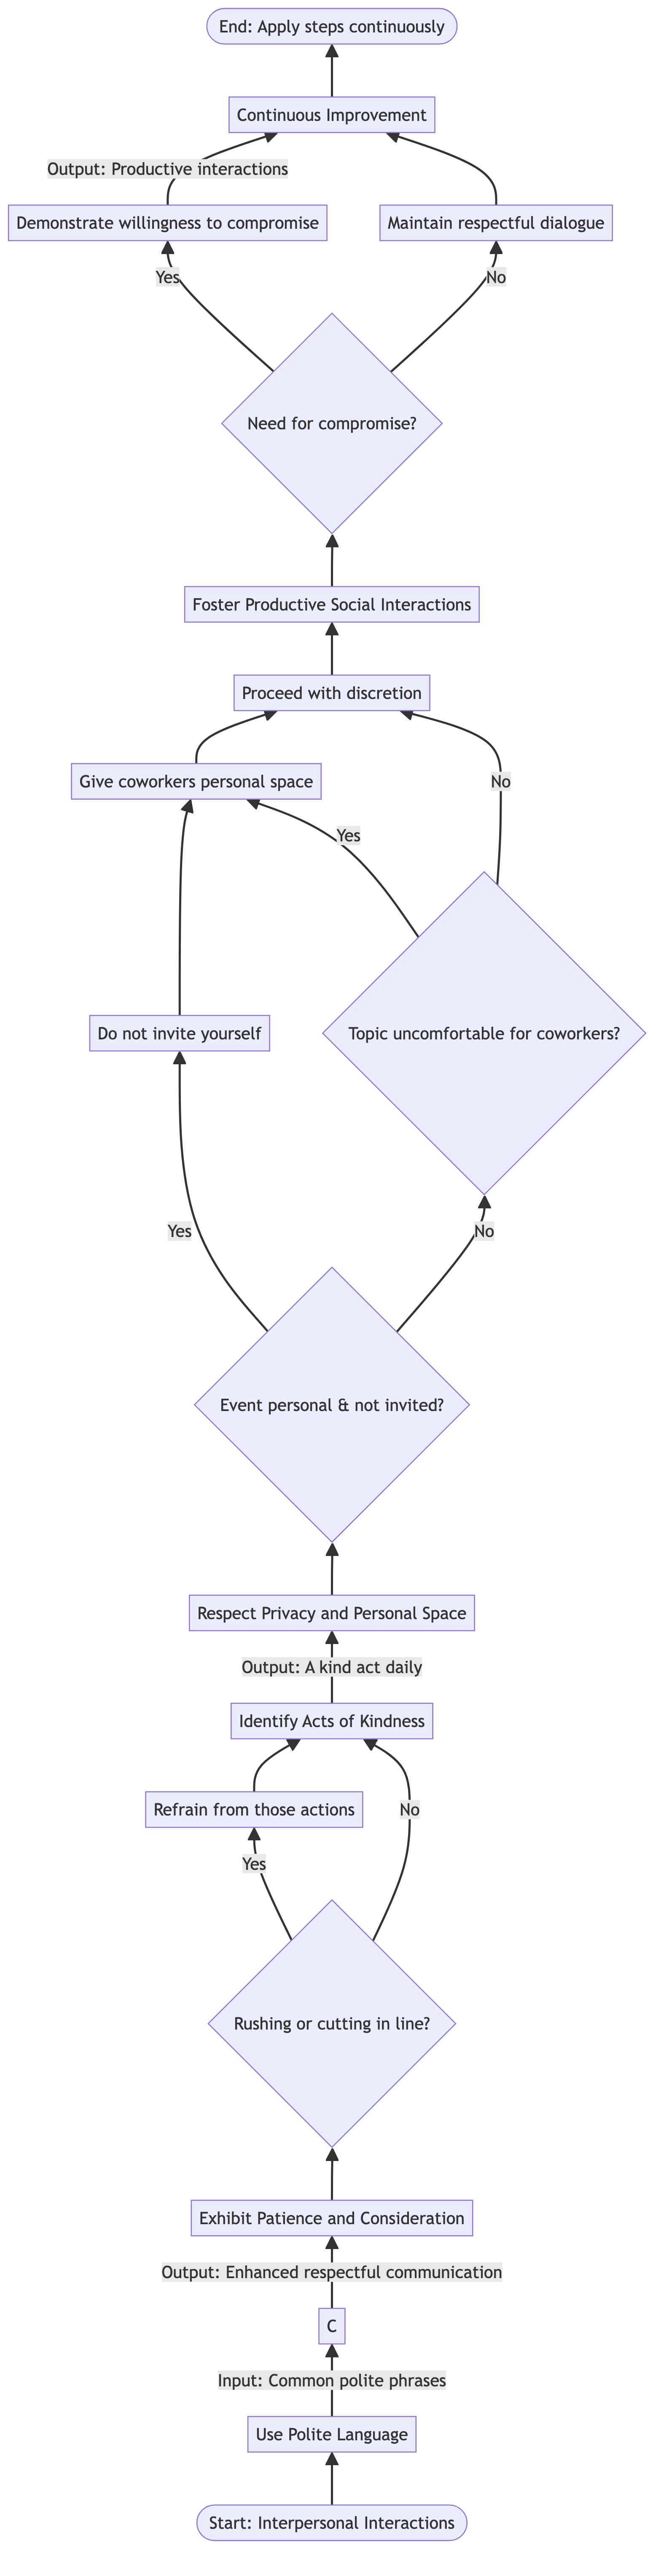 End: Apply steps continuously
Continuous Improvement
Output: Productive interactions
Demonstrate willingness to compromise
Maintain respectful dialogue
Yes
No
Need for compromise?
Foster Productive Social Interactions
Proceed with discretion
Give coworkers personal space
No
Yes
Do not invite yourself
Topic uncomfortable for coworkers?
Yes
No
Event personal & not invited?
Respect Privacy and Personal Space
Output: A kind act daily
Identify Acts of Kindness
Refrain from those actions
No
Yes
Rushing or cutting in line?
Exhibit Patience and Consideration
Output: Enhanced respectful communication
C
Input: Common polite phrases
Use Polite Language
Start: Interpersonal Interactions